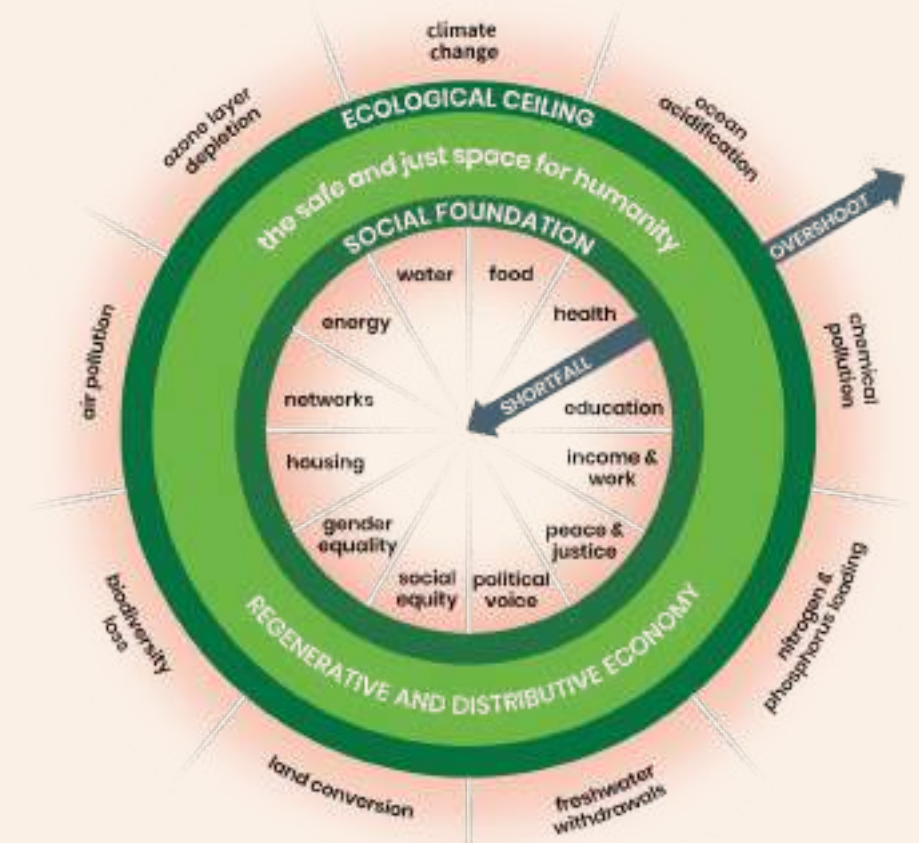 climate
change
ozone layer
depletion
ocean
acidification
ECOLOGICAL CEILING
the safe and just space for humanity
OVERSHOOT
SOCIAL FOUNDATION
water
food
energy
health
air pollution
chemical
pollution
SHORTFALL
networks
education
housing
income &
work
gender
equality
peace &
justice
social
equity
political
voice
biodiversity
loss
nitrogen &
phosphorus loading
REGENERATIVE AND DISTRIBUTIVE ECONOMY
land conversion
freshwater
withdrawals